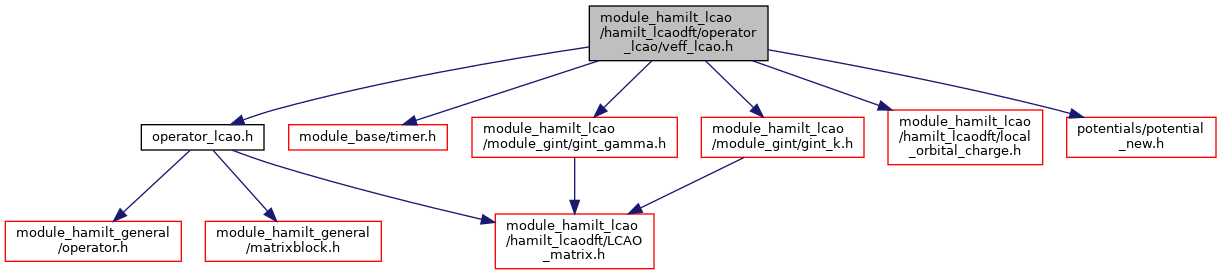 module_hamilt_lcao
/hamilt_lcaodft/operator
_lcao/veff_lcao.h
operator_lcao.h
module_base/timer.h
module_hamilt_lcao
/module_gint/gint_gamma.h
module_hamilt_lcao
/module_gint/gint_k.h
module_hamilt_lcao
/hamilt_lcaodft/local
_orbital_charge.h
potentials/potential
_new.h
module_hamilt_general
/operator.h
module_hamilt_general
/matrixblock.h
module_hamilt_lcao
/hamilt_lcaodft/LCAO
_matrix.h